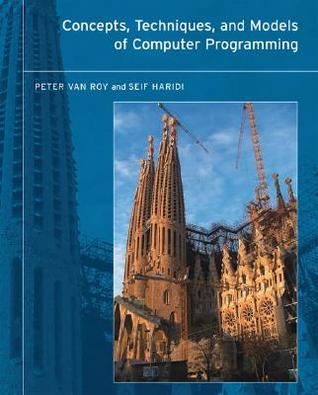 Concepts, Techniques, and Models
of Computer Programming
PETER VAN ROY and SEIF HARIDI